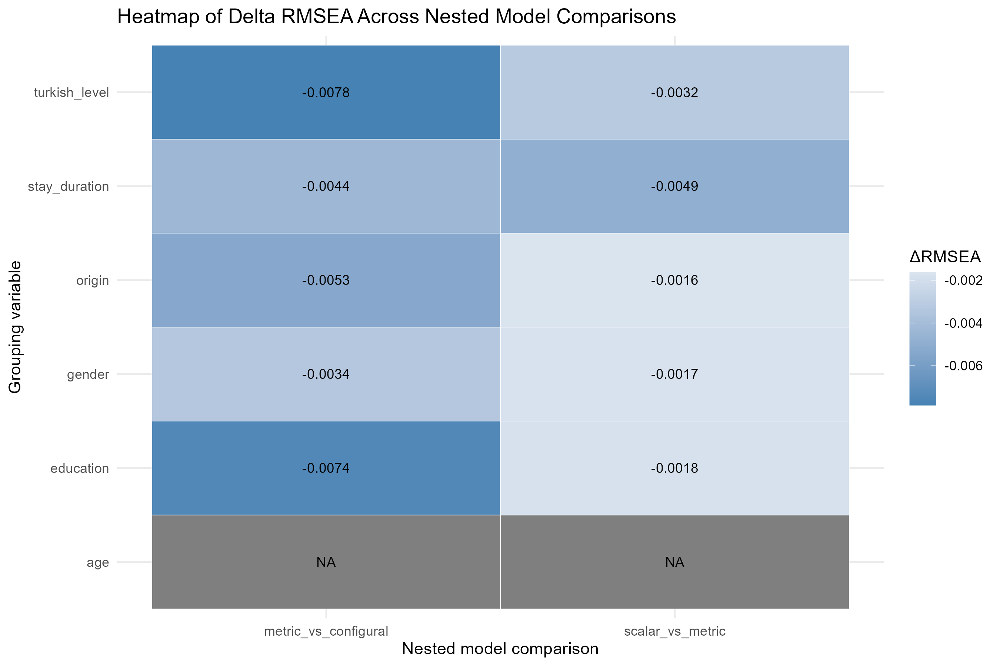 Heatmap of Delta RMSEA Across Nested Model Comparisons
Grouping variable
turkish_level
-0.0078
-0.0032
stay_duration
-0.0044
-0.0049
origin
-0.0053
-0.0016
gender
-0.0034
-0.0017
education
-0.0074
-0.0018
age
NA
NA
metric_vs_configural
scalar_vs_metric
Nested model comparison
ΔRMSEA
-0.002
-0.004
-0.006